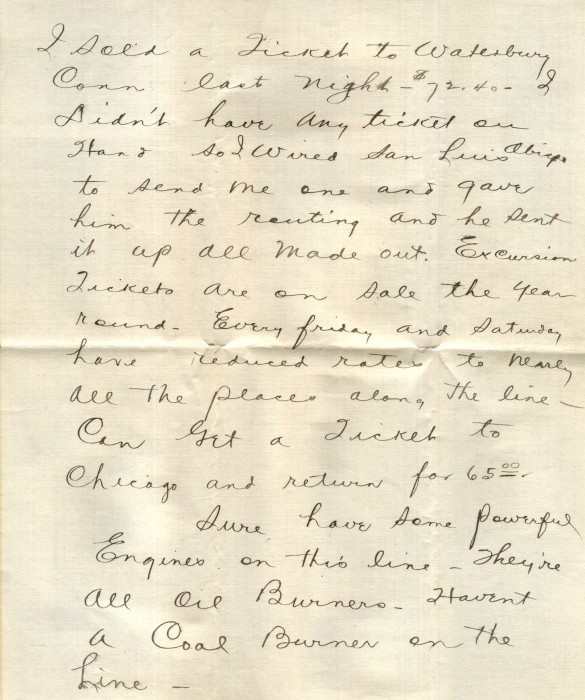 I Sold a Ticket to Waterbury
Conn last night - $72.40 - I
Didn't have any ticket on
Hand so I Wired San Luis Obispo
to send me one and gave
him the routing and he sent
it up all made out. Excursion
Tickets are on sale the year
round - Every friday and Saturday
have reduced rates to nearly
all the places along the line -
Can Get a Ticket to
Chicago and return for 65.00.
Sure have some powerful
Engines on this line - They're
all Oil Burners - Havent
a Coal Burner on the
Line -